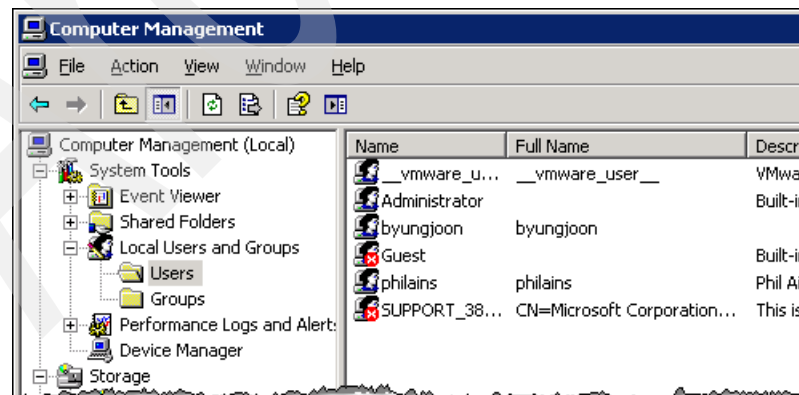 Computer Management
File Action View Window Help
Computer Management (Local)
System Tools
Event Viewer
Shared Folders
Local Users and Groups
Users
Groups
Performance Logs and Alert
Device Manager
Storage
Name Full Name Descr
__vmware_u... __vmware_user__ VMwa
Administrator Built-i
byungjoon byungjoon
Guest Built-i
philains philains Phil Ai
SUPPORT_38... CN=Microsoft Corporation... This is